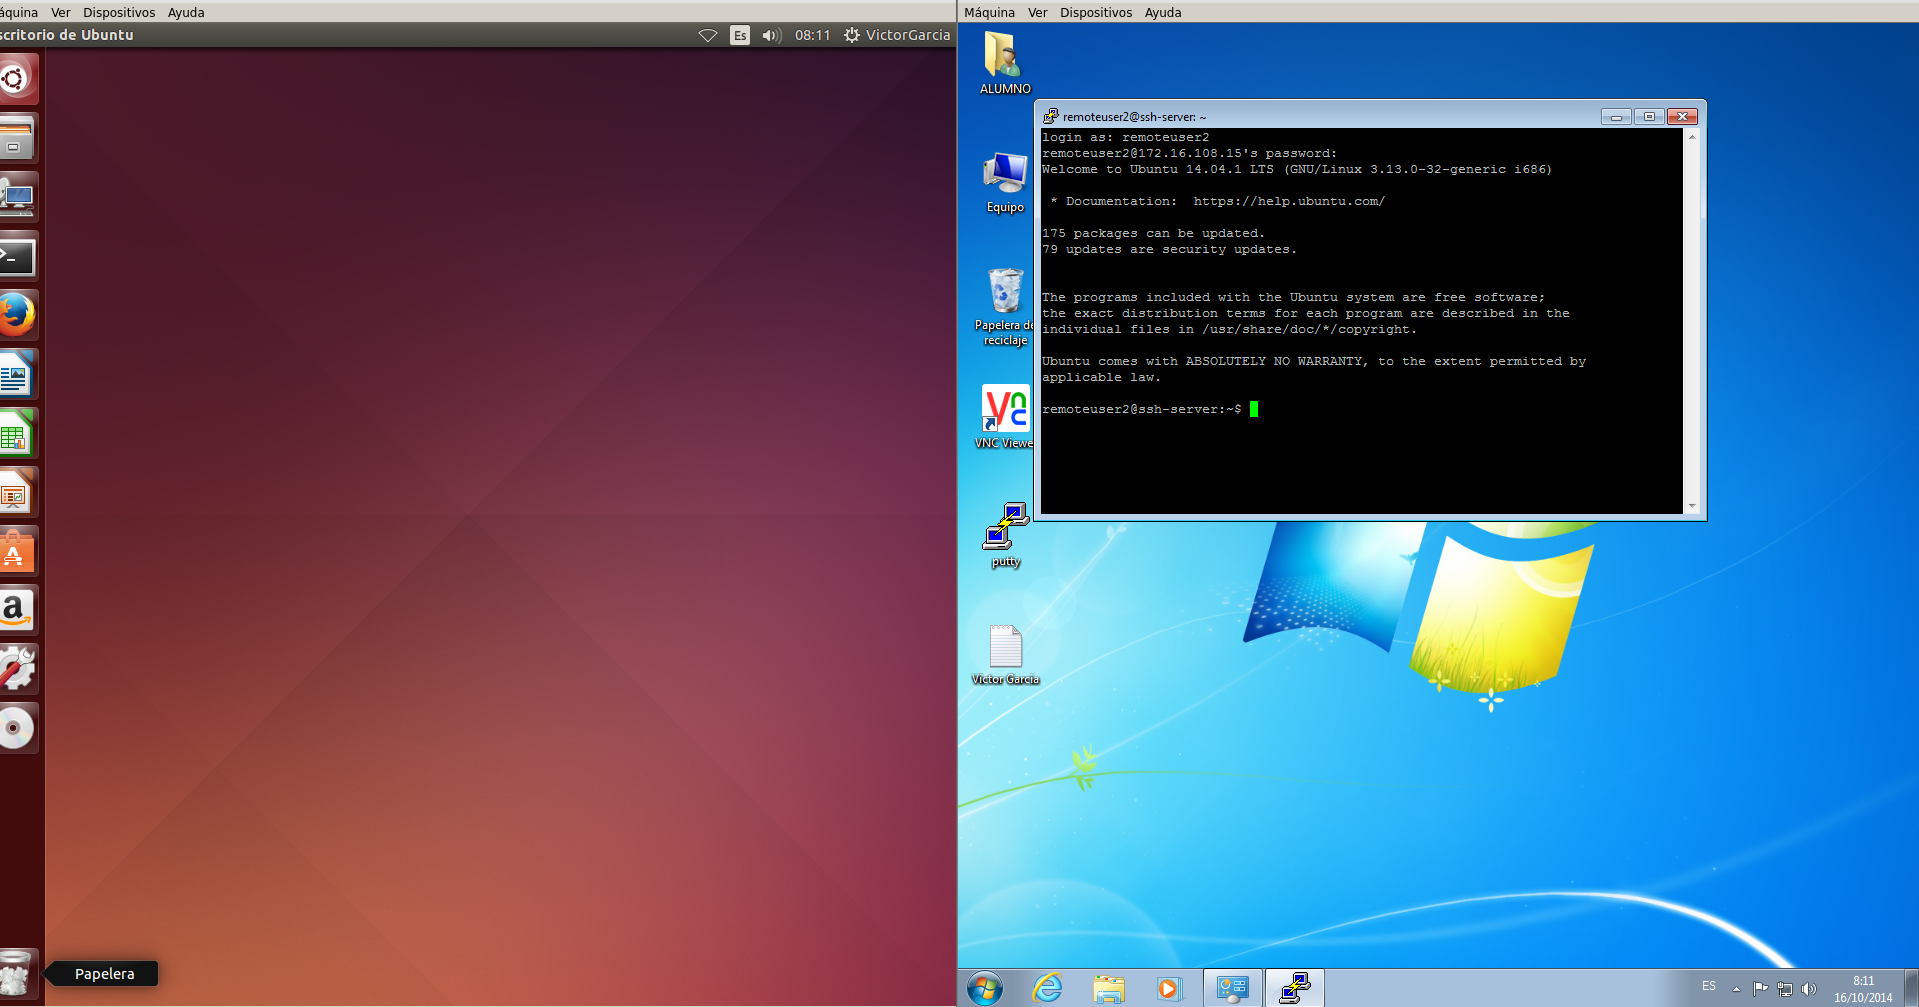 áquina Ver Dispositivos Ayuda
scritorio de Ubuntu
Es 08:11 VictorGarcia
Papelera
Máquina Ver Dispositivos Ayuda
ALUMNO
Equipo
Papelera de
reciclaje
VNC Viewe
putty
Victor Garcia
remoteuser2@ssh-server: ~
login as: remoteuser2
remoteuser2@172.16.108.15's password:
Welcome to Ubuntu 14.04.1 LTS (GNU/Linux 3.13.0-32-generic i686)
* Documentation: https://help.ubuntu.com/
175 packages can be updated.
79 updates are security updates.
The programs included with the Ubuntu system are free software;
the exact distribution terms for each program are described in the
individual files in /usr/share/doc/*/copyright.
Ubuntu comes with ABSOLUTELY NO WARRANTY, to the extent permitted by
applicable law.
remoteuser2@ssh-server:~$
ES
8:11
16/10/2014